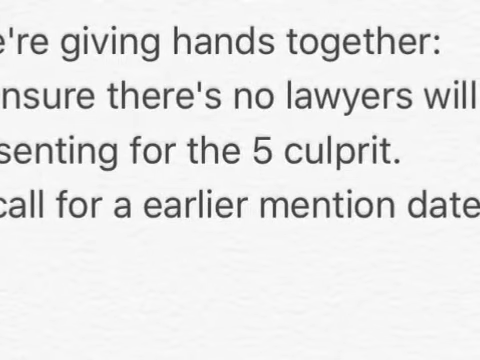 're giving hands together:
nsure there's no lawyers will
senting for the 5 culprit.
call for a earlier mention date